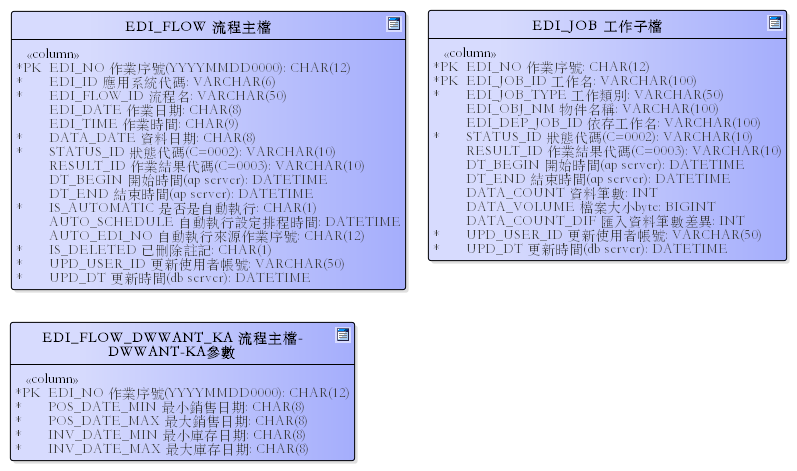 EDI_FLOW 流程主檔
«column»
*PK EDI_NO 作業序號(YYYYMMDD0000): CHAR(12)
* EDI_ID 應用系統代碼: VARCHAR(6)
* EDI_FLOW_ID 流程名: VARCHAR(50)
EDI_DATE 作業日期: CHAR(8)
EDI_TIME 作業時間: CHAR(9)
* DATA_DATE 資料日期: CHAR(8)
* STATUS_ID 狀態代碼(C=0002): VARCHAR(10)
RESULT_ID 作業結果代碼(C=0003): VARCHAR(10)
DT_BEGIN 開始時間(ap server): DATETIME
DT_END 結束時間(ap server): DATETIME
* IS_AUTOMATIC 是否是自動執行: CHAR(1)
AUTO_SCHEDULE 自動執行設定排程時間: DATETIME
AUTO_EDI_NO 自動執行來源作業序號: CHAR(12)
* IS_DELETED 已刪除註記: CHAR(1)
* UPD_USER_ID 更新使用者帳號: VARCHAR(50)
* UPD_DT 更新時間(db server): DATETIME
EDI_JOB 工作子檔
«column»
*PK EDI_NO 作業序號: CHAR(12)
*PK EDI_JOB_ID 工作名: VARCHAR(100)
* EDI_JOB_TYPE 工作類別: VARCHAR(50)
EDI_OBJ_NM 物件名稱: VARCHAR(100)
EDI_DEP_JOB_ID 依存工作名: VARCHAR(100)
* STATUS_ID 狀態代碼(C=0002): VARCHAR(10)
RESULT_ID 作業結果代碼(C=0003): VARCHAR(10)
DT_BEGIN 開始時間(ap server): DATETIME
DT_END 結束時間(ap server): DATETIME
DATA_COUNT 資料筆數: INT
DATA_VOLUME 檔案大小byte: BIGINT
DATA_COUNT_DIF 匯入資料筆數差異: INT
* UPD_USER_ID 更新使用者帳號: VARCHAR(50)
* UPD_DT 更新時間(db server): DATETIME
EDI_FLOW_DWWANT_KA 流程主檔-
DWWANT-KA參數
«column»
*PK EDI_NO 作業序號(YYYYMMDD0000): CHAR(12)
* POS_DATE_MIN 最小銷售日期: CHAR(8)
* POS_DATE_MAX 最大銷售日期: CHAR(8)
* INV_DATE_MIN 最小庫存日期: CHAR(8)
* INV_DATE_MAX 最大庫存日期: CHAR(8)